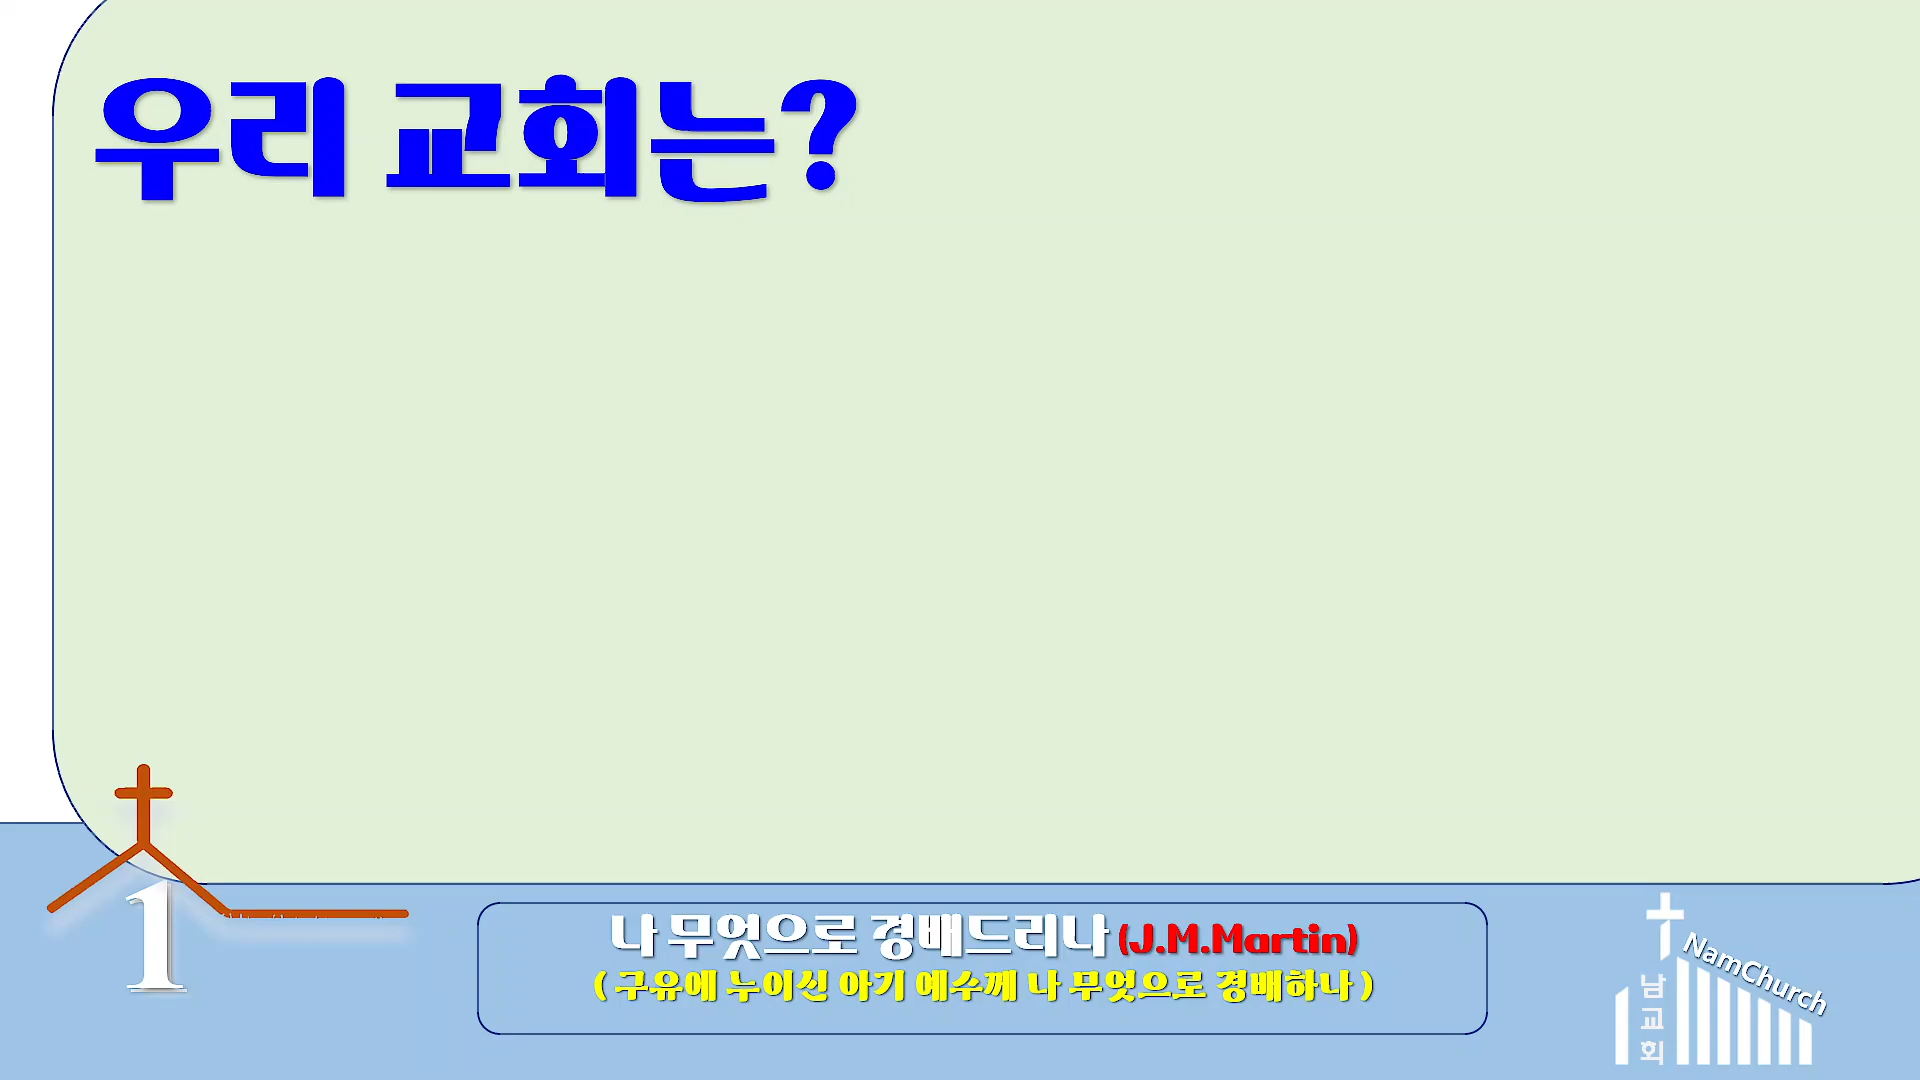 우리 교회는?
1
나 무엇으로 경배드리나 (J.M.Martin)
( 구유에 누이신 아기 예수께 나 무엇으로 경배하나 )
NamChurch
남
교
회